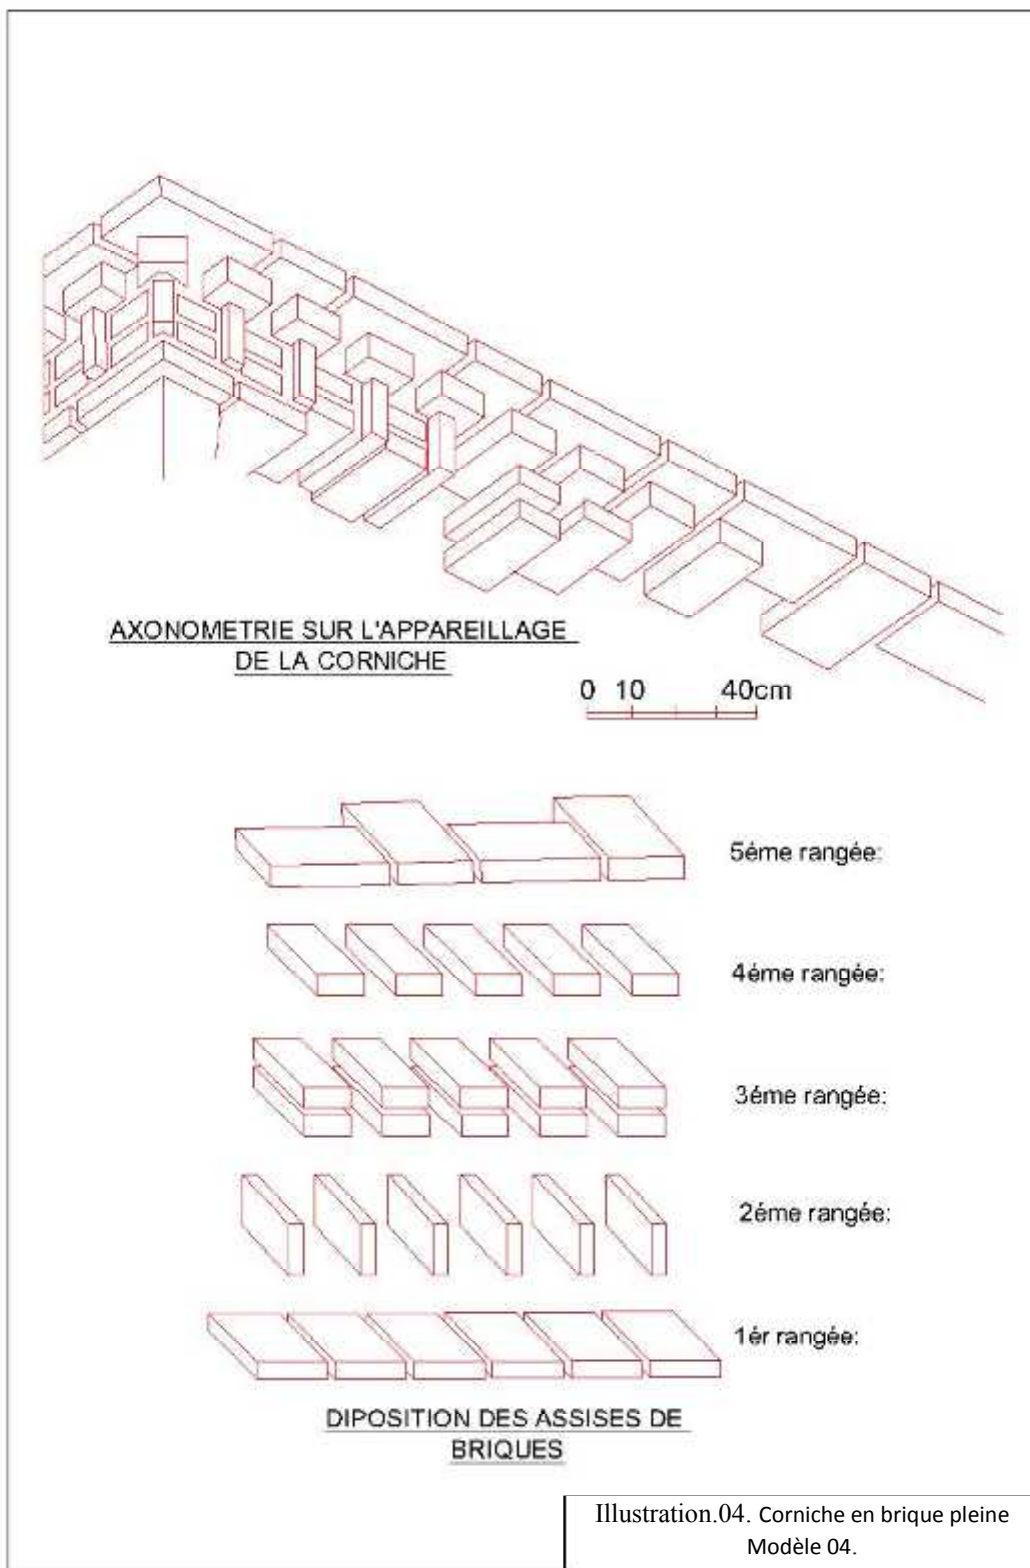 AXONOMETRIE SUR L'APPAREILLAGE
DE LA CORNICHE
0 10 40cm
5éme rangée:
4éme rangée:
3éme rangée:
2éme rangée:
1ér rangée:
DIPOSITION DES ASSISES DE
BRIQUES
Illustration.04. Corniche en brique pleine
Modèle 04.